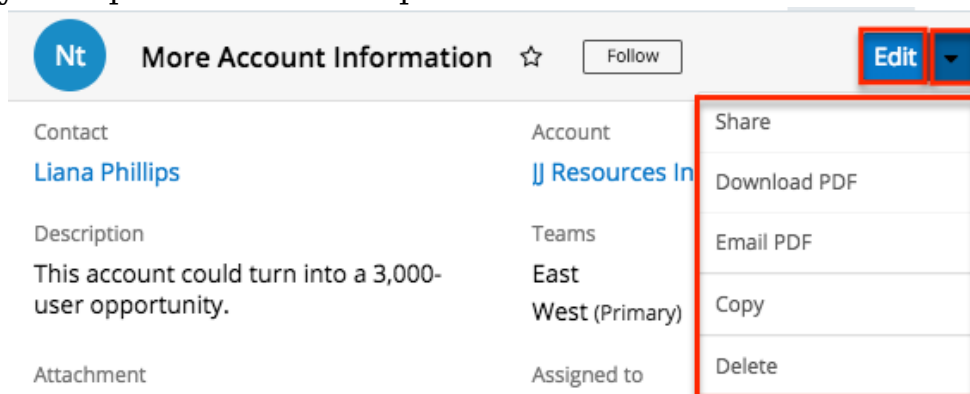 Nt More Account Information Follow Edit
Contact
Liana Phillips
Description
This account could turn into a 3,000-
user opportunity.
Attachment
Account
JJ Resources In
Teams
East
West (Primary)
Assigned to
Share
Download PDF
Email PDF
Copy
Delete